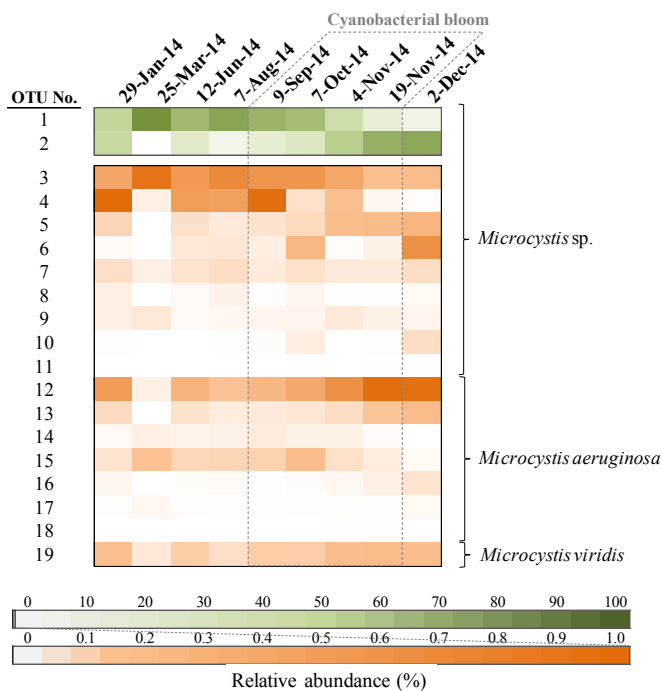 Cyanobacterial bloom
29-Jan-14 25-Mar-14 12-Jun-14 7-Aug-14 9-Sep-14 7-Oct-14 4-Nov-14 19-Nov-14 2-Dec-14
OTU No.
1
2
3
4
5
6
Microcystis sp.
7
8
9
10
11
12
13
14
15
Microcystis aeruginosa
16
17
18
19
Microcystis viridis
0 10 20 30 40 50 60 70 80 90 100
0 0.1 0.2 0.3 0.4 0.5 0.6 0.7 0.8 0.9 1.0
Relative abundance (%)